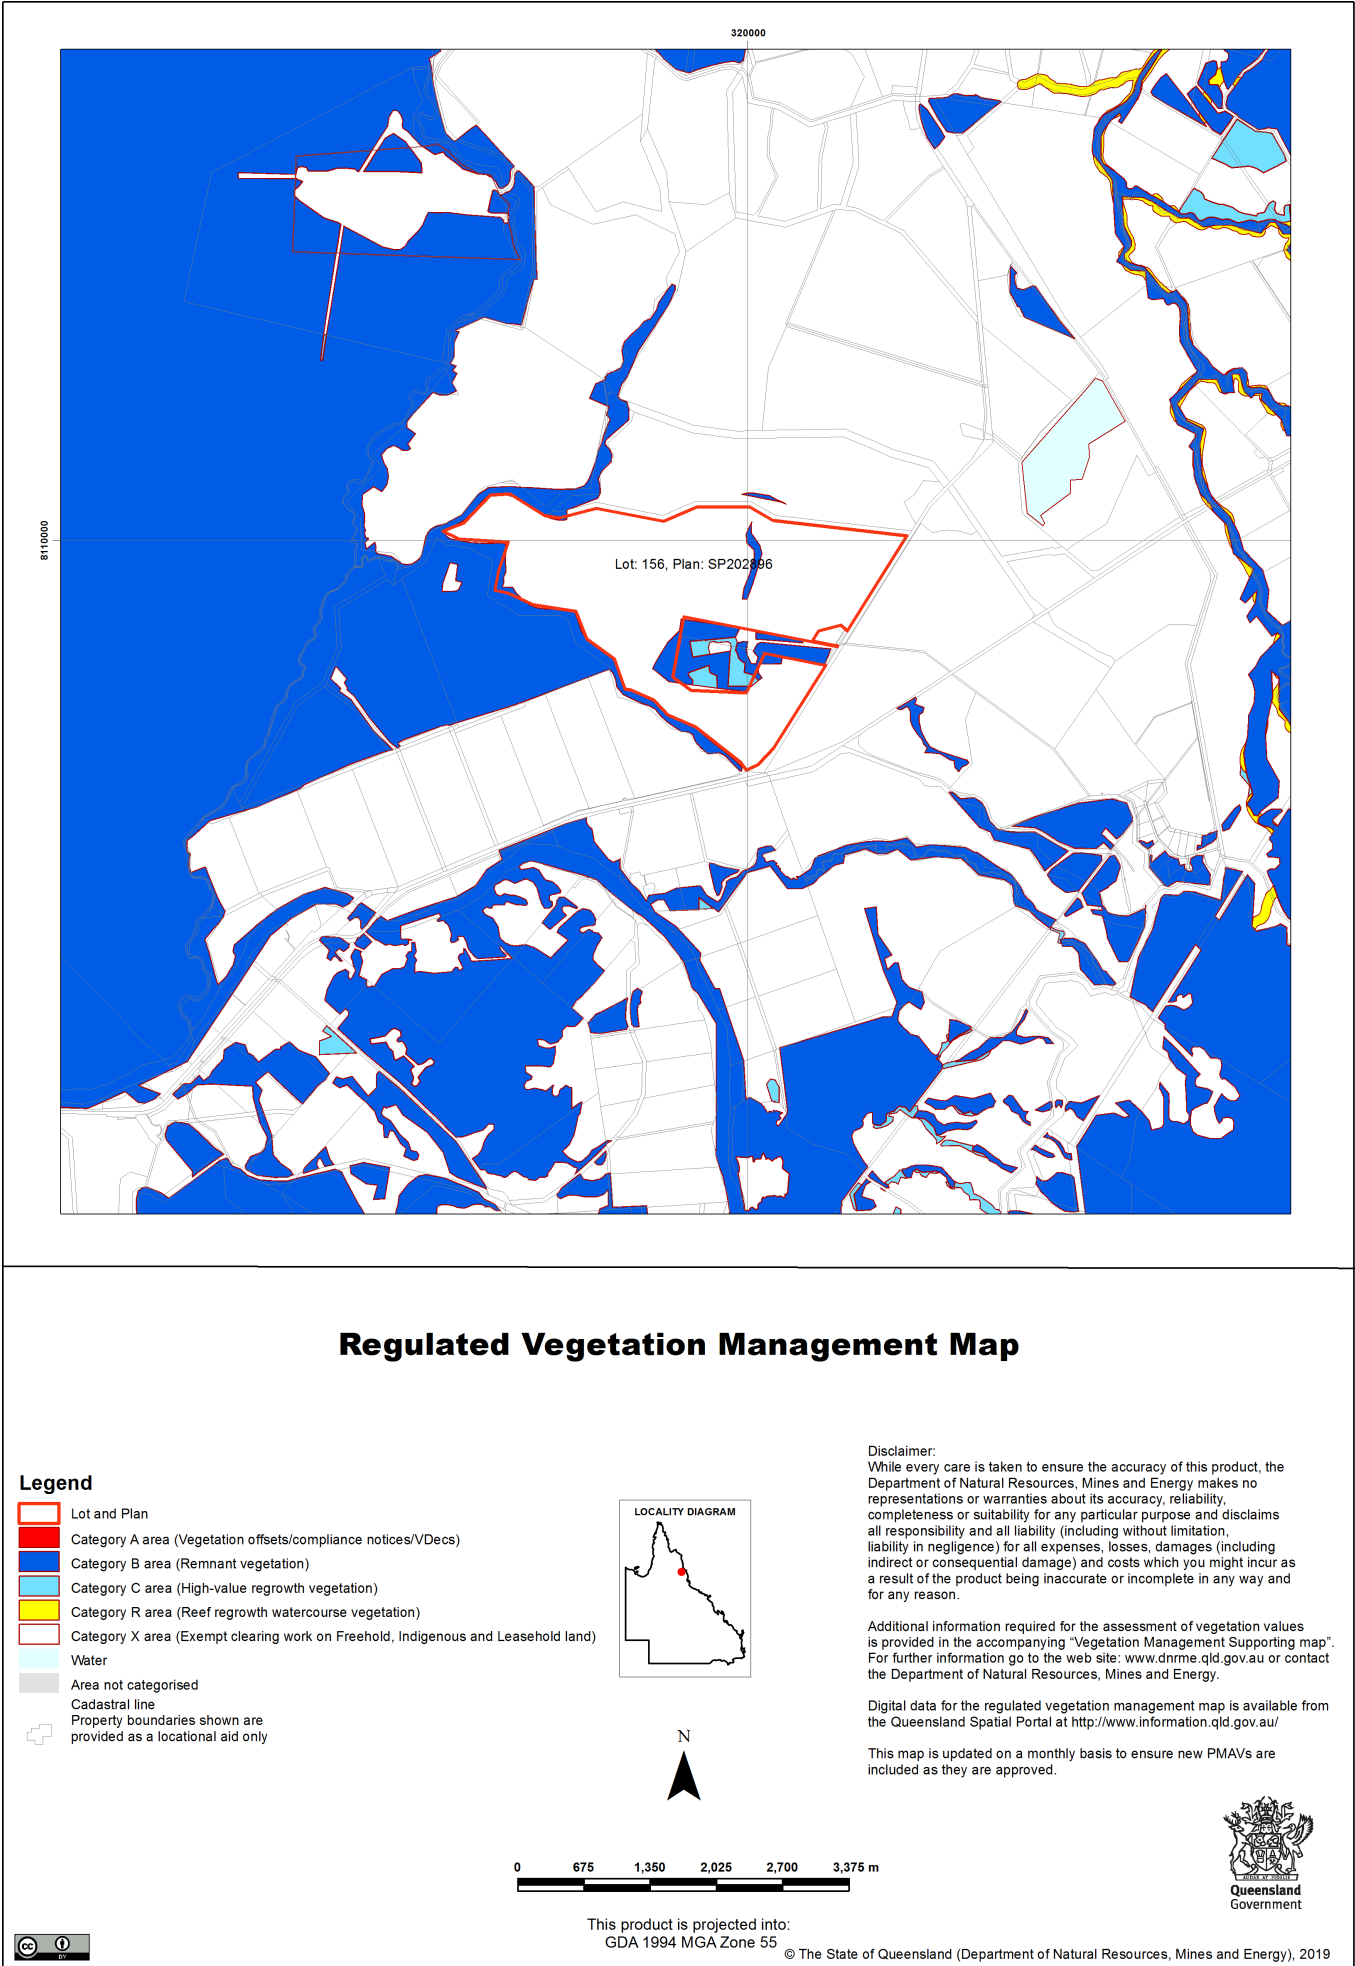 320000
8110000
Lot: 156, Plan: SP202896
Regulated Vegetation Management Map
Legend
Lot and Plan
Category A area (Vegetation offsets/compliance notices/VDecs)
Category B area (Remnant vegetation)
Category C area (High-value regrowth vegetation)
Category R area (Reef regrowth watercourse vegetation)
Category X area (Exempt clearing work on Freehold, Indigenous and Leasehold land)
Water
Area not categorised
Cadastral line
Property boundaries shown are
provided as a locational aid only
LOCALITY DIAGRAM
N
0 675 1,350 2,025 2,700 3,375 m
This product is projected into:
GDA 1994 MGA Zone 55
Disclaimer:
While every care is taken to ensure the accuracy of this product, the
Department of Natural Resources, Mines and Energy makes no
representations or warranties about its accuracy, reliability,
completeness or suitability for any particular purpose and disclaims
all responsibility and all liability (including without limitation,
liability in negligence) for all expenses, losses, damages (including
indirect or consequential damage) and costs which you might incur as
a result of the product being inaccurate or incomplete in any way and
for any reason.
Additional information required for the assessment of vegetation values
is provided in the accompanying “Vegetation Management Supporting map”.
For further information go to the web site: www.dnrme.qld.gov.au or contact
the Department of Natural Resources, Mines and Energy.
Digital data for the regulated vegetation management map is available from
the Queensland Spatial Portal at http://www.information.qld.gov.au/
This map is updated on a monthly basis to ensure new PMAVs are
included as they are approved.
Queensland
Government
cc
BY
© The State of Queensland (Department of Natural Resources, Mines and Energy), 2019